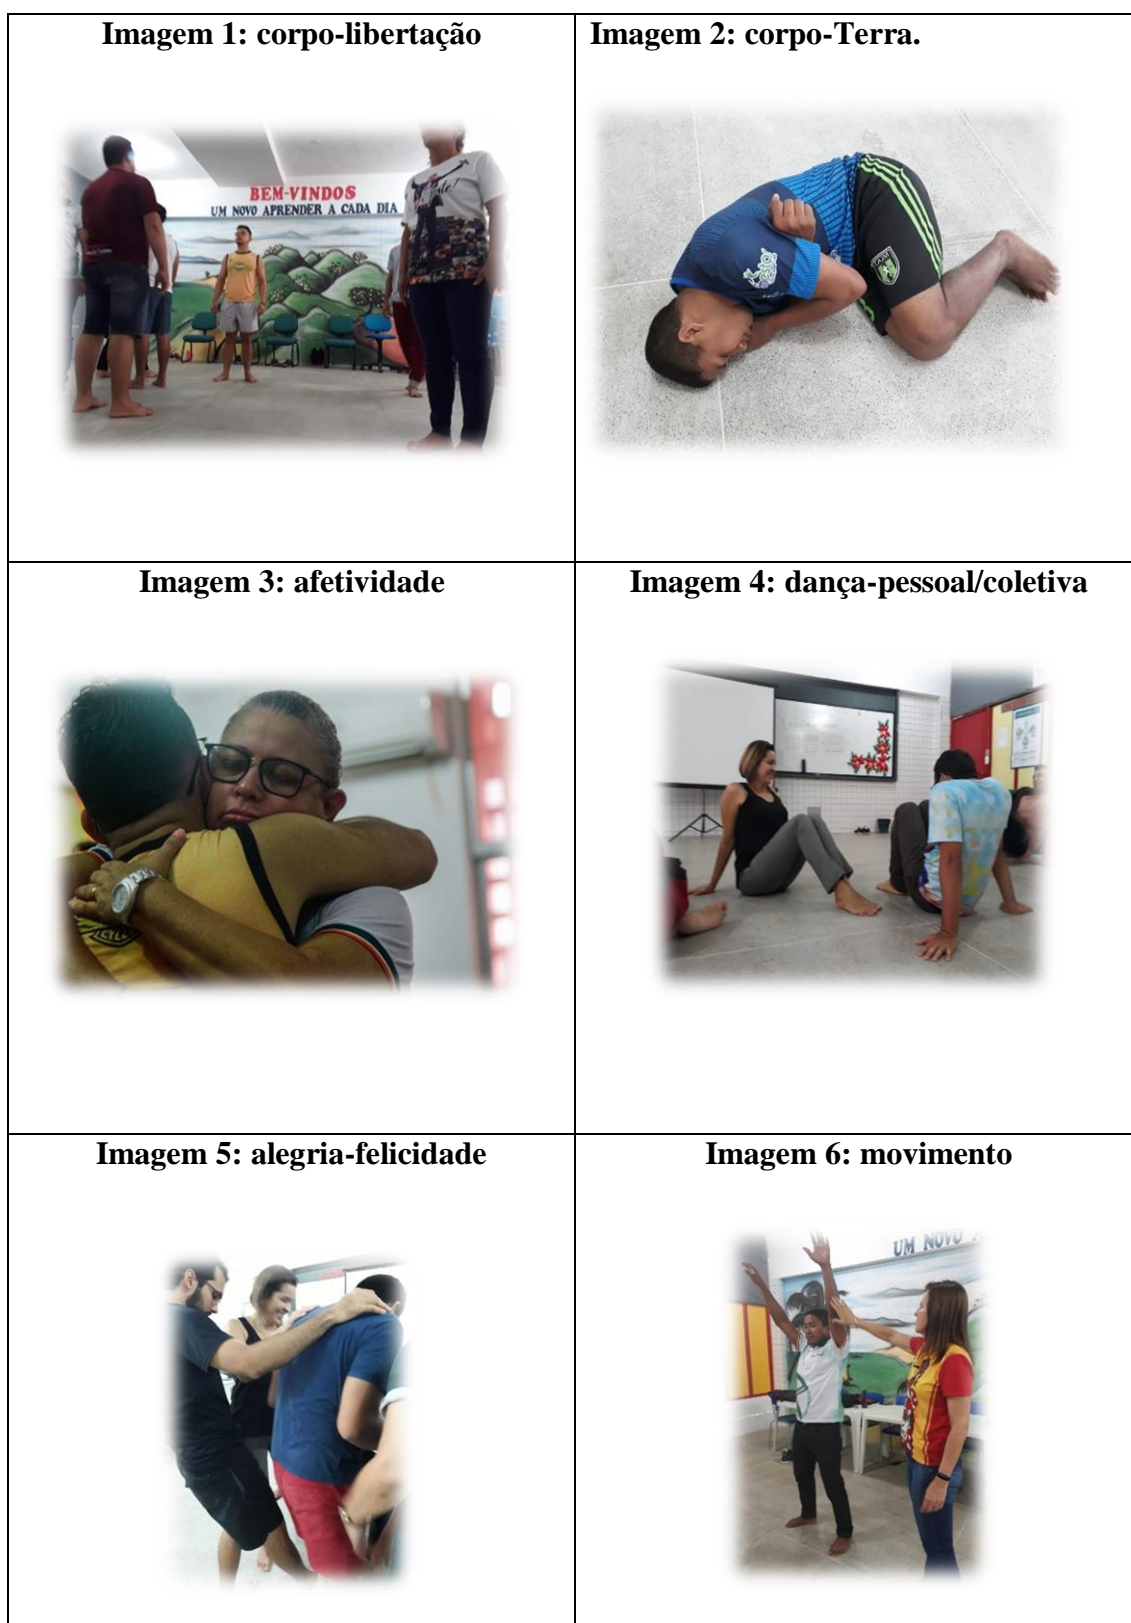 Imagem 1: corpo-libertação
BEM-VINDOS
UM NOVO APRENDER A CADA DIA
Imagem 2: corpo-Terra.
Imagem 3: afetividade
Imagem 4: dança-pessoal/coletiva
Imagem 5: alegria-felicidade
Imagem 6: movimento
UM NOVO